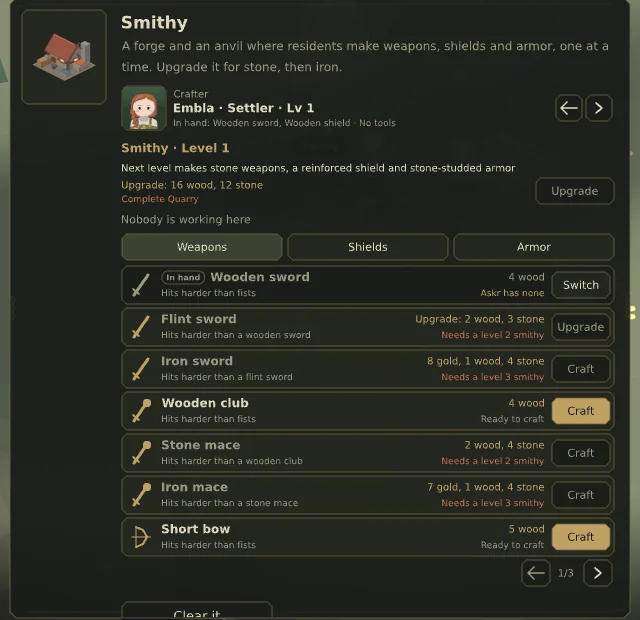 Smithy
A forge and an anvil where residents make weapons, shields and armor, one at a
time. Upgrade it for stone, then iron.
Crafter
Embla · Settler · Lv 1
In hand: Wooden sword, Wooden shield · No tools
Smithy · Level 1
Next level makes stone weapons, a reinforced shield and stone-studded armor
Upgrade: 16 wood, 12 stone
Complete Quarry
Upgrade
Nobody is working here
Weapons Shields Armor
In hand Wooden sword 4 wood
Hits harder than fists Askr has none
Switch
Flint sword Upgrade: 2 wood, 3 stone
Hits harder than a wooden sword Needs a level 2 smithy
Upgrade
Iron sword 8 gold, 1 wood, 4 stone
Hits harder than a flint sword Needs a level 3 smithy
Craft
Wooden club 4 wood
Hits harder than fists Ready to craft
Craft
Stone mace 2 wood, 4 stone
Hits harder than a wooden club Needs a level 2 smithy
Craft
Iron mace 7 gold, 1 wood, 4 stone
Hits harder than a stone mace Needs a level 3 smithy
Craft
Short bow 5 wood
Hits harder than fists Ready to craft
Craft
1/3
Clear it